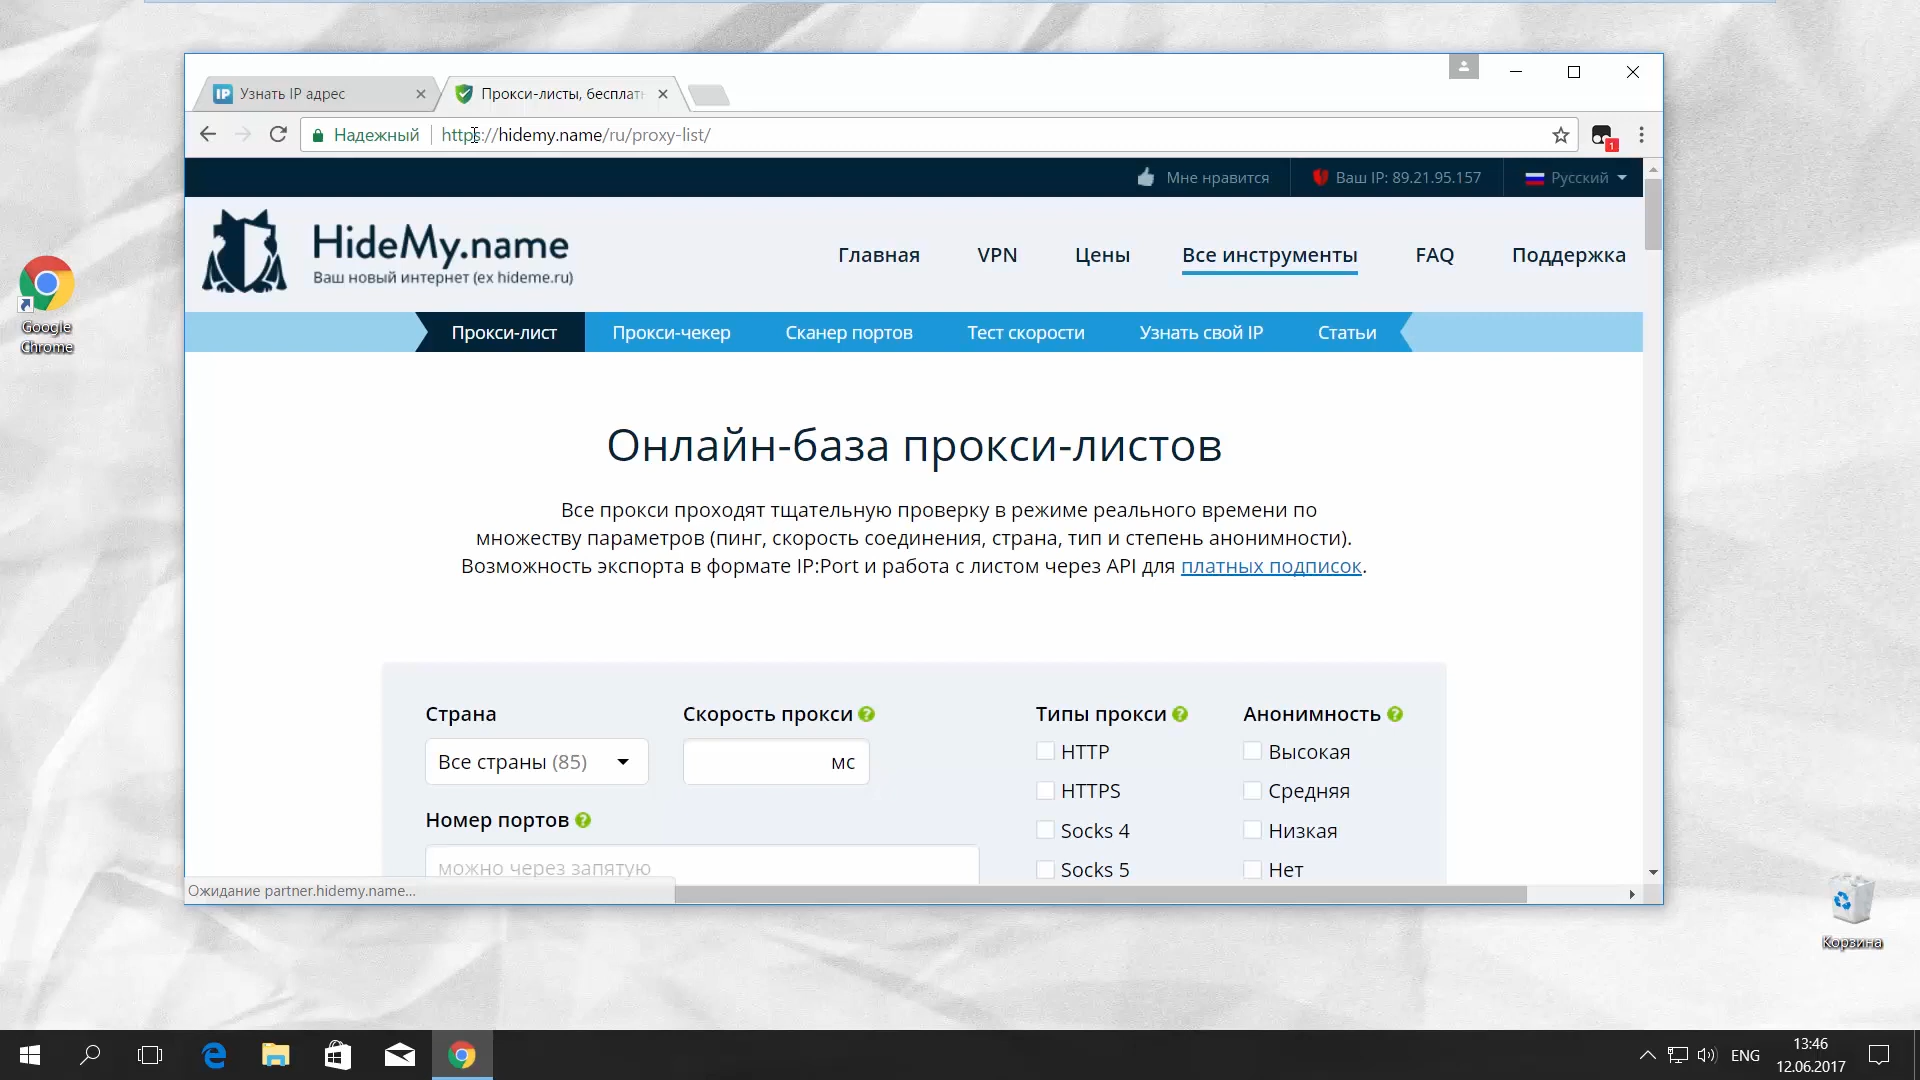 Узнать IP адрес
Прокси-листы, бесплатн
Надежный https://hidemy.name/ru/proxy-list/
1
Мне нравится Ваш IP: 89.21.95.157 Русский
HideMy.name
Ваш новый интернет (ex hideme.ru)
Главная VPN Цены Все инструменты FAQ Поддержка
Прокси-лист Прокси-чекер Сканер портов Тест скорости Узнать свой IP Статьи
Онлайн-база прокси-листов
Все прокси проходят тщательную проверку в режиме реального времени по
множеству параметров (пинг, скорость соединения, страна, тип и степень анонимности).
Возможность экспорта в формате IP:Port и работа с листом через API для платных подписок.
Страна Скорость прокси ? Типы прокси ? Анонимность ?
Все страны (85) мс
HTTP Высокая
HTTPS Средняя
Номер портов ?
Socks 4 Низкая
можно через запятую
Socks 5 Нет
Ожидание partner.hidemy.name...
Google
Chrome
Корзина
ENG
13:46
12.06.2017